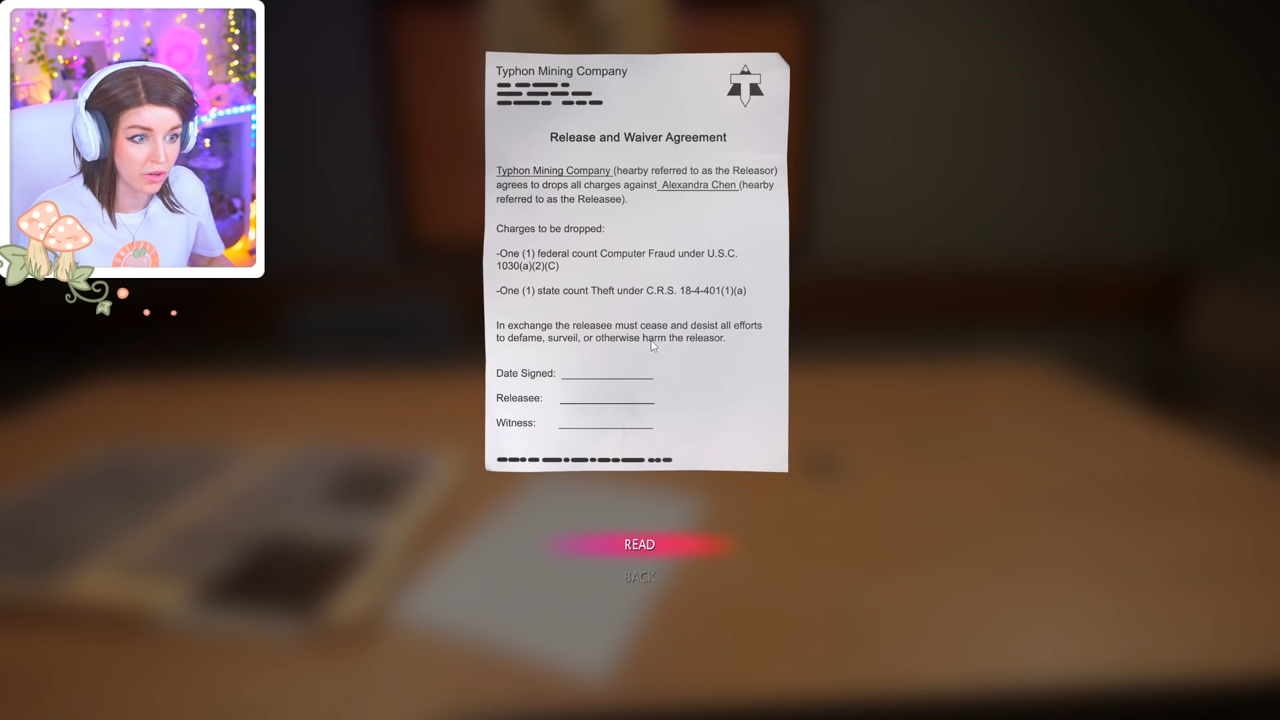 Typhon Mining Company
Release and Waiver Agreement
Typhon Mining Company (hearby referred to as the Releasor)
agrees to drops all charges against Alexandra Chen (hearby
referred to as the Releasee).
Charges to be dropped:
-One (1) federal count Computer Fraud under U.S.C.
1030(a)(2)(C)
-One (1) state count Theft under C.R.S. 18-4-401(1)(a)
In exchange the releasee must cease and desist all efforts
to defame, surveil, or otherwise harm the releasor.
Date Signed:
Releasee:
Witness:
READ
BACK